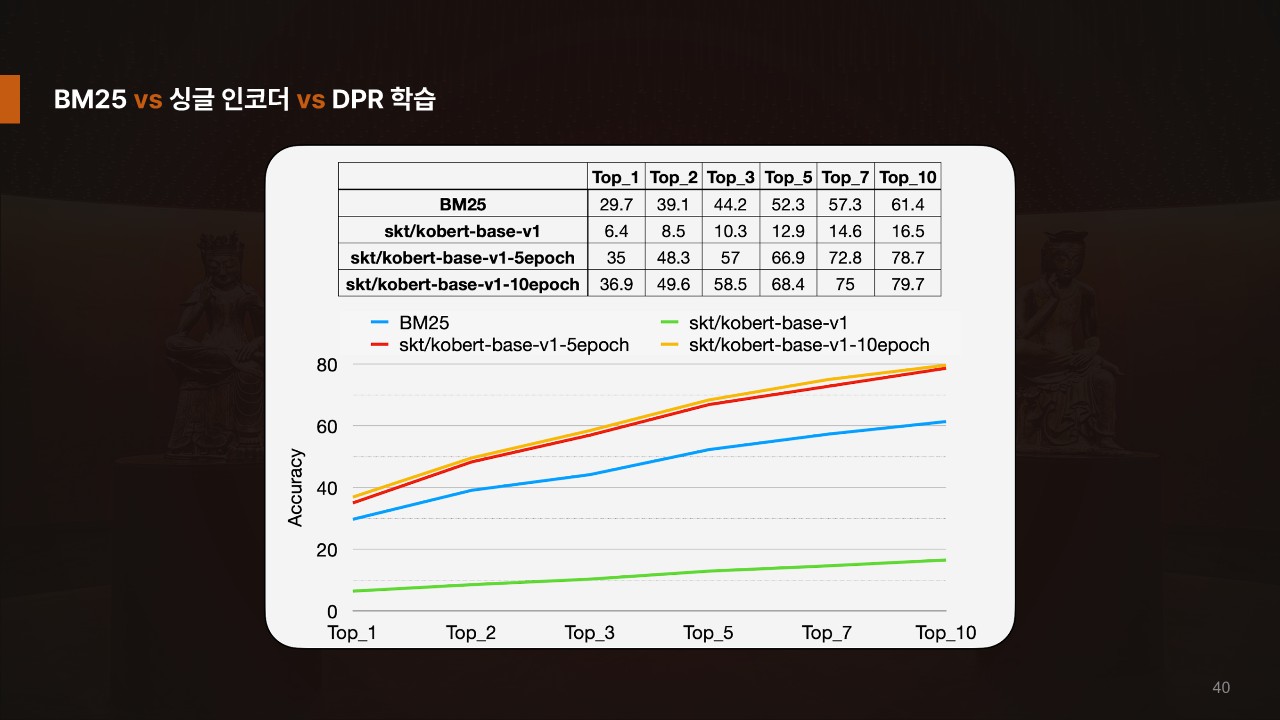 BM25 vs 싱글 인코더 vs DPR 학습
Top_1 Top_2 Top_3 Top_5 Top_7 Top_10
BM25 29.7 39.1 44.2 52.3 57.3 61.4
skt/kobert-base-v1 6.4 8.5 10.3 12.9 14.6 16.5
skt/kobert-base-v1-5epoch 35 48.3 57 66.9 72.8 78.7
skt/kobert-base-v1-10epoch 36.9 49.6 58.5 68.4 75 79.7
BM25 skt/kobert-base-v1
skt/kobert-base-v1-5epoch skt/kobert-base-v1-10epoch
80
60
40
20
0
Accuracy
Top_1 Top_2 Top_3 Top_5 Top_7 Top_10
40